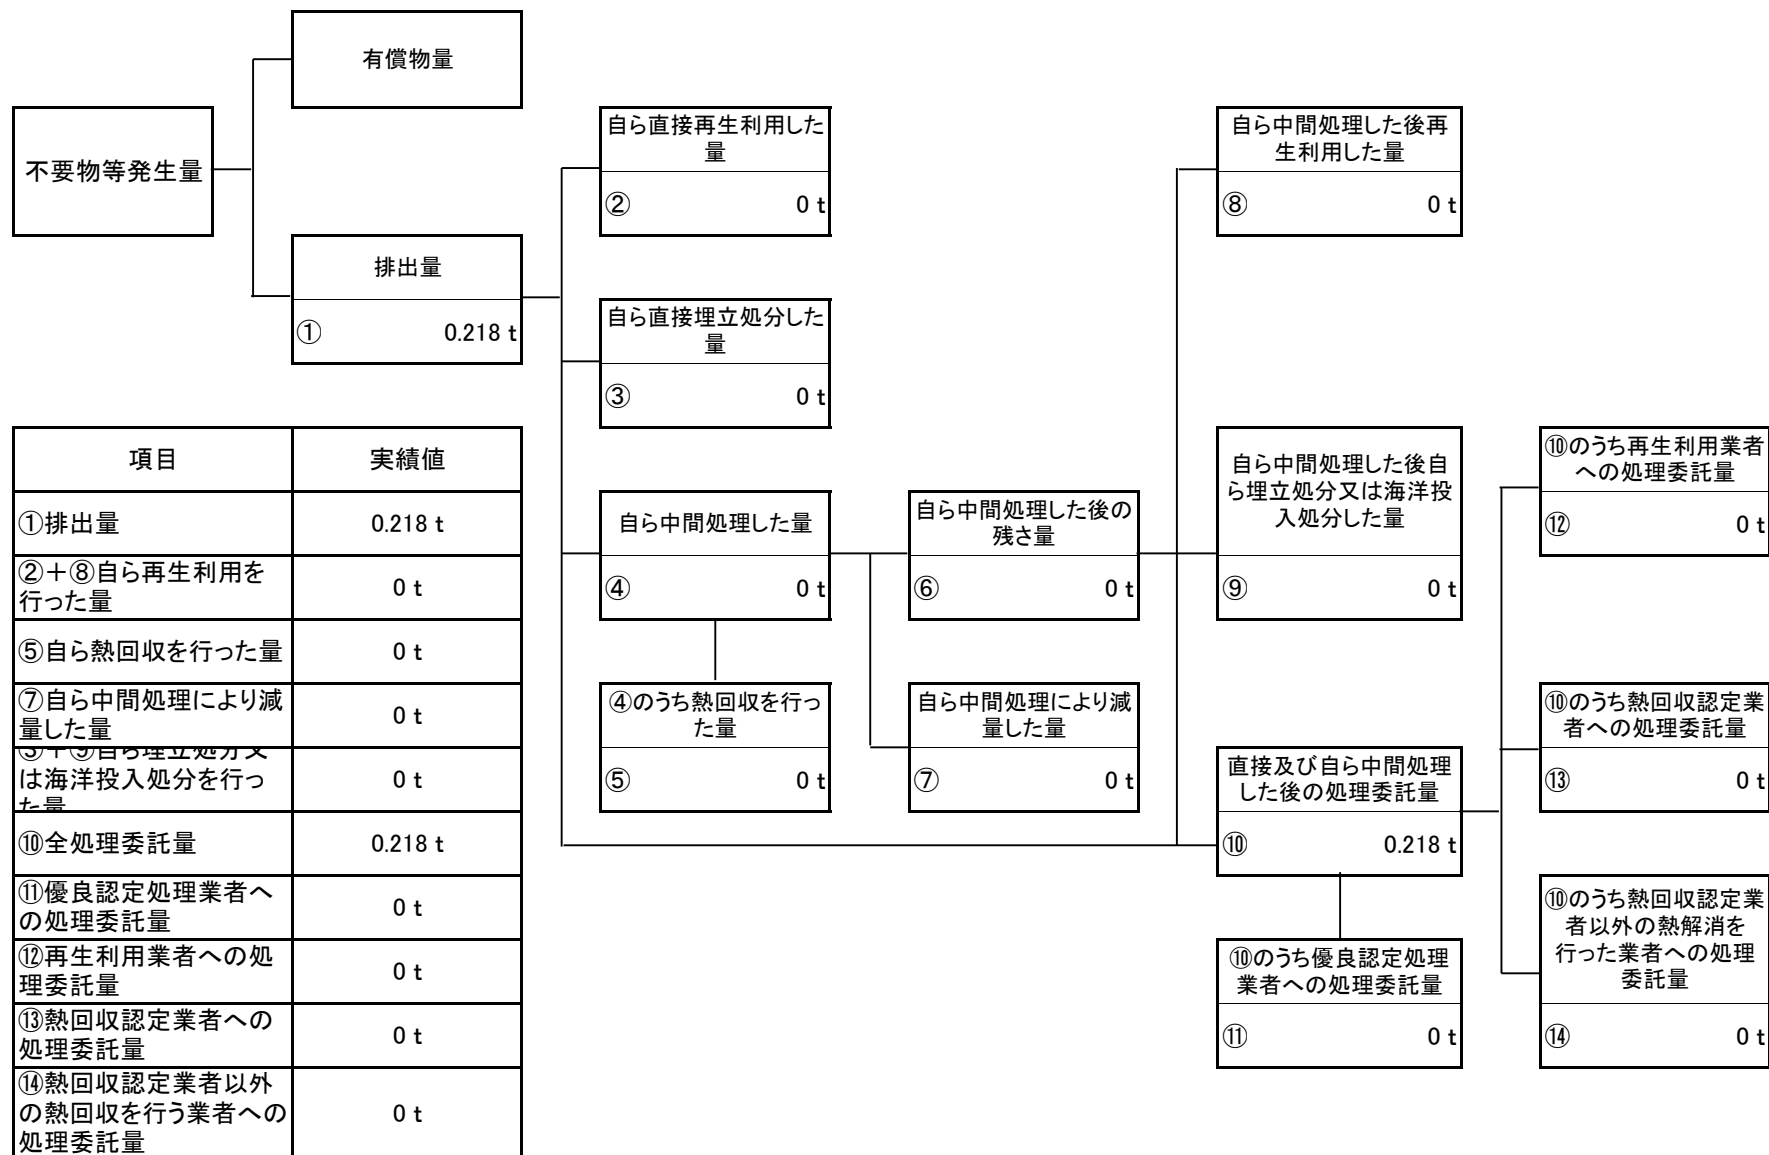 有償物量
不要物等発生量
排出量
① 0.218 t
自ら直接再生利用した
量
② 0 t
自ら直接埋立処分した
量
③ 0 t
自ら中間処理した量
④ 0 t
④のうち熱回収を行っ
た量
⑤ 0 t
自ら中間処理した後の
残さ量
⑥ 0 t
自ら中間処理により減
量した量
⑦ 0 t
自ら中間処理した後再
生利用した量
⑧ 0 t
自ら中間処理した後自
ら埋立処分又は海洋投
入処分した量
⑨ 0 t
直接及び自ら中間処理
した後の処理委託量
⑩ 0.218 t
⑩のうち優良認定処理
業者への処理委託量
⑪ 0 t
⑩のうち再生利用業者
への処理委託量
⑫ 0 t
⑩のうち熱回収認定業
者への処理委託量
⑬ 0 t
⑩のうち熱回収認定業
者以外の熱解消を
行った業者への処理
委託量
⑭ 0 t
項目 実績値
①排出量 0.218 t
②＋⑧自ら再生利用を
行った量 0 t
⑤自ら熱回収を行った量 0 t
⑦自ら中間処理により減
量した量 0 t
③＋⑨自ら埋立処分又
は海洋投入処分を行っ
た量 0 t
⑩全処理委託量 0.218 t
⑪優良認定処理業者へ
の処理委託量 0 t
⑫再生利用業者への処
理委託量 0 t
⑬熱回収認定業者への
処理委託量 0 t
⑭熱回収認定業者以外
の熱回収を行う業者への
処理委託量 0 t